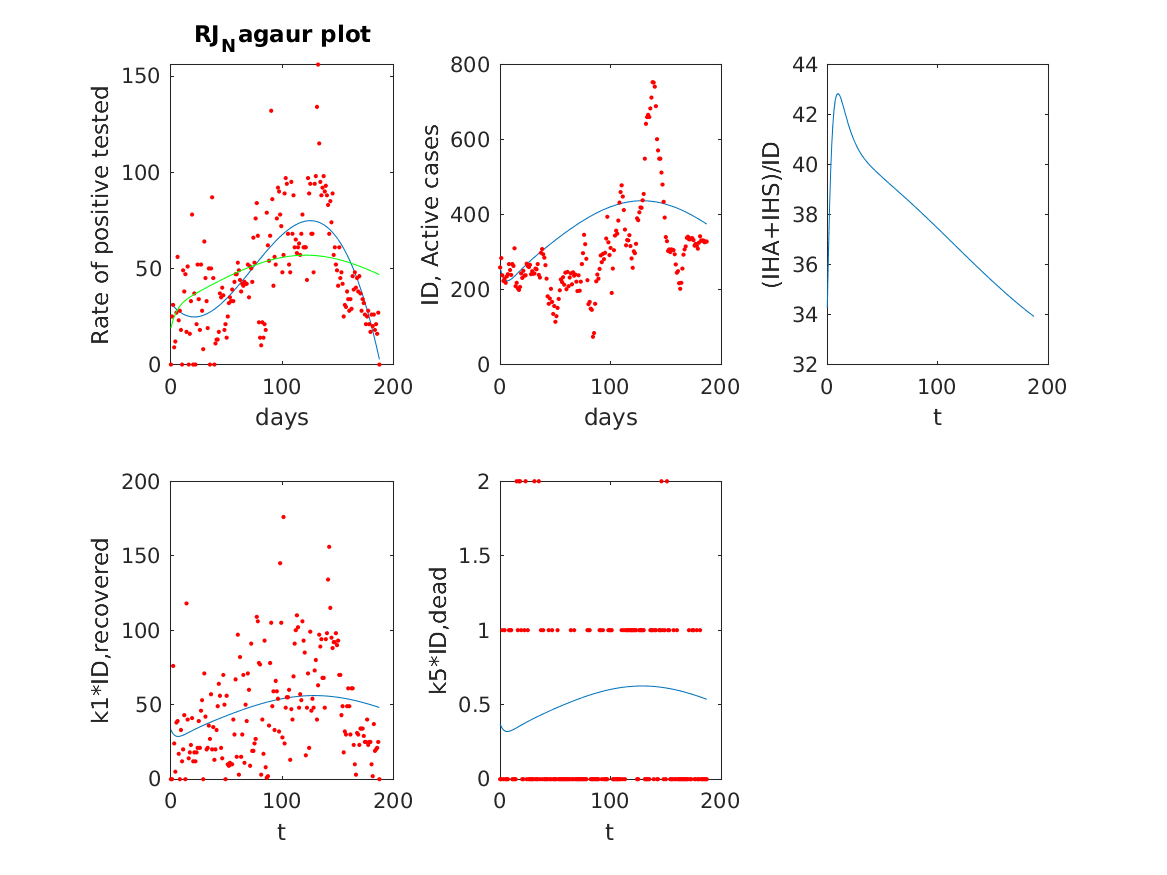 RJNagaur plot
Rate of positive tested
150
100
50
0
0 100 200
days
ID, Active cases
800
600
400
200
0
0 100 200
days
(IHA+IHS)/ID
44
42
40
38
36
34
32
0 100 200
t
k1*ID,recovered
200
150
100
50
0
0 100 200
t
k5*ID,dead
2
1.5
1
0.5
0
0 100 200
t